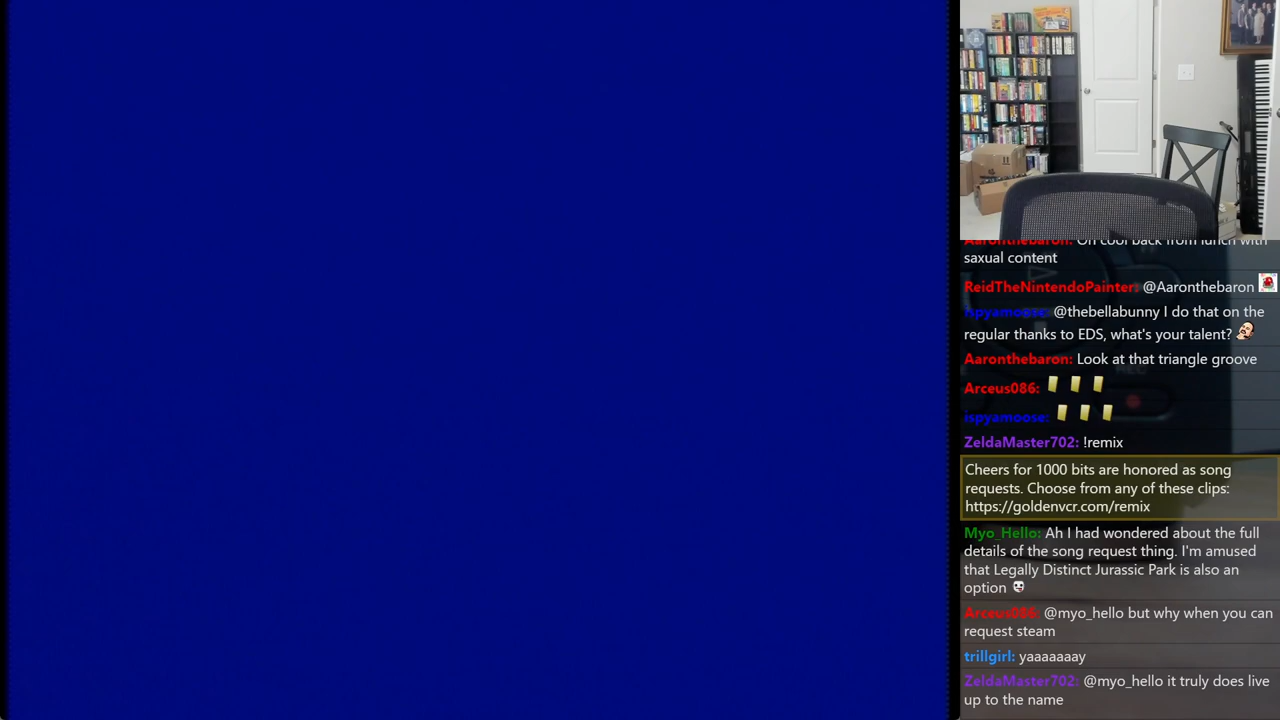 Aaronthebaron: Oh cool back from lunch with
saxual content
ReidTheNintendoPainter: @Aaronthebaron
ispyamoose: @thebellabunny I do that on the
regular thanks to EDS, what's your talent?
Aaronthebaron: Look at that triangle groove
Arceus086:
ispyamoose:
ZeldaMaster702: !remix
Cheers for 1000 bits are honored as song
requests. Choose from any of these clips:
https://goldenvcr.com/remix
Myo_Hello: Ah I had wondered about the full
details of the song request thing. I'm amused
that Legally Distinct Jurassic Park is also an
option
Arceus086: @myo_hello but why when you can
request steam
trillgirl: yaaaaaaay
ZeldaMaster702: @myo_hello it truly does live
up to the name